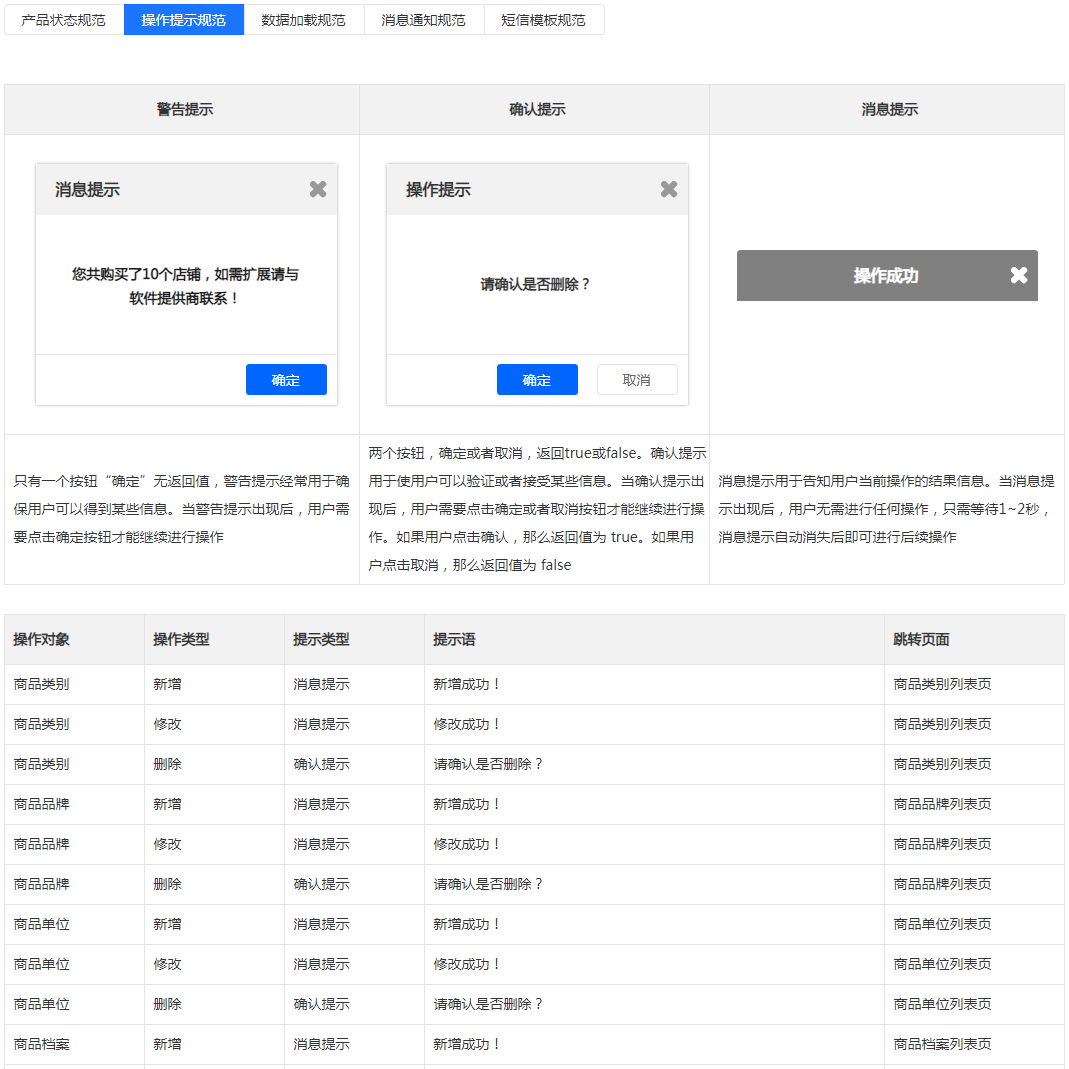 产品状态规范 操作提示规范 数据加载规范 消息通知规范 短信模板规范
警告提示 确认提示 消息提示
消息提示
您共购买了10个店铺，如需扩展请与
软件提供商联系！
确定
操作提示
请确认是否删除？
确定 取消
操作成功
只有一个按钮“确定”无返回值，警告提示经常用于确
保用户可以得到某些信息。当警告提示出现后，用户需
要点击确定按钮才能继续进行操作
两个按钮，确定或者取消，返回true或false。确认提示
用于使用户可以验证或者接受某些信息。当确认提示出
现后，用户需要点击确定或者取消按钮才能继续进行操
作。如果用户点击确认，那么返回值为 true。如果用
户点击取消，那么返回值为 false
消息提示用于告知用户当前操作的结果信息。当消息提
示出现后，用户无需进行任何操作，只需等待1~2秒，
消息提示自动消失后即可进行后续操作
操作对象 操作类型 提示类型 提示语 跳转页面
商品类别 新增 消息提示 新增成功！ 商品类别列表页
商品类别 修改 消息提示 修改成功！ 商品类别列表页
商品类别 删除 确认提示 请确认是否删除？ 商品类别列表页
商品品牌 新增 消息提示 新增成功！ 商品品牌列表页
商品品牌 修改 消息提示 修改成功！ 商品品牌列表页
商品品牌 删除 确认提示 请确认是否删除？ 商品品牌列表页
商品单位 新增 消息提示 新增成功！ 商品单位列表页
商品单位 修改 消息提示 修改成功！ 商品单位列表页
商品单位 删除 确认提示 请确认是否删除？ 商品单位列表页
商品档案 新增 消息提示 新增成功！ 商品档案列表页